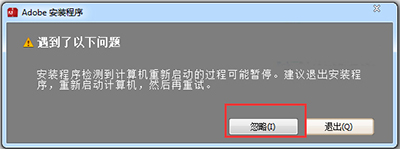 Adobe 安装程序
遇到了以下问题
安装程序检测到计算机重新启动的过程可能暂停。建议退出安装程
序，重新启动计算机，然后再重试。
忽略(I)
退出(Q)